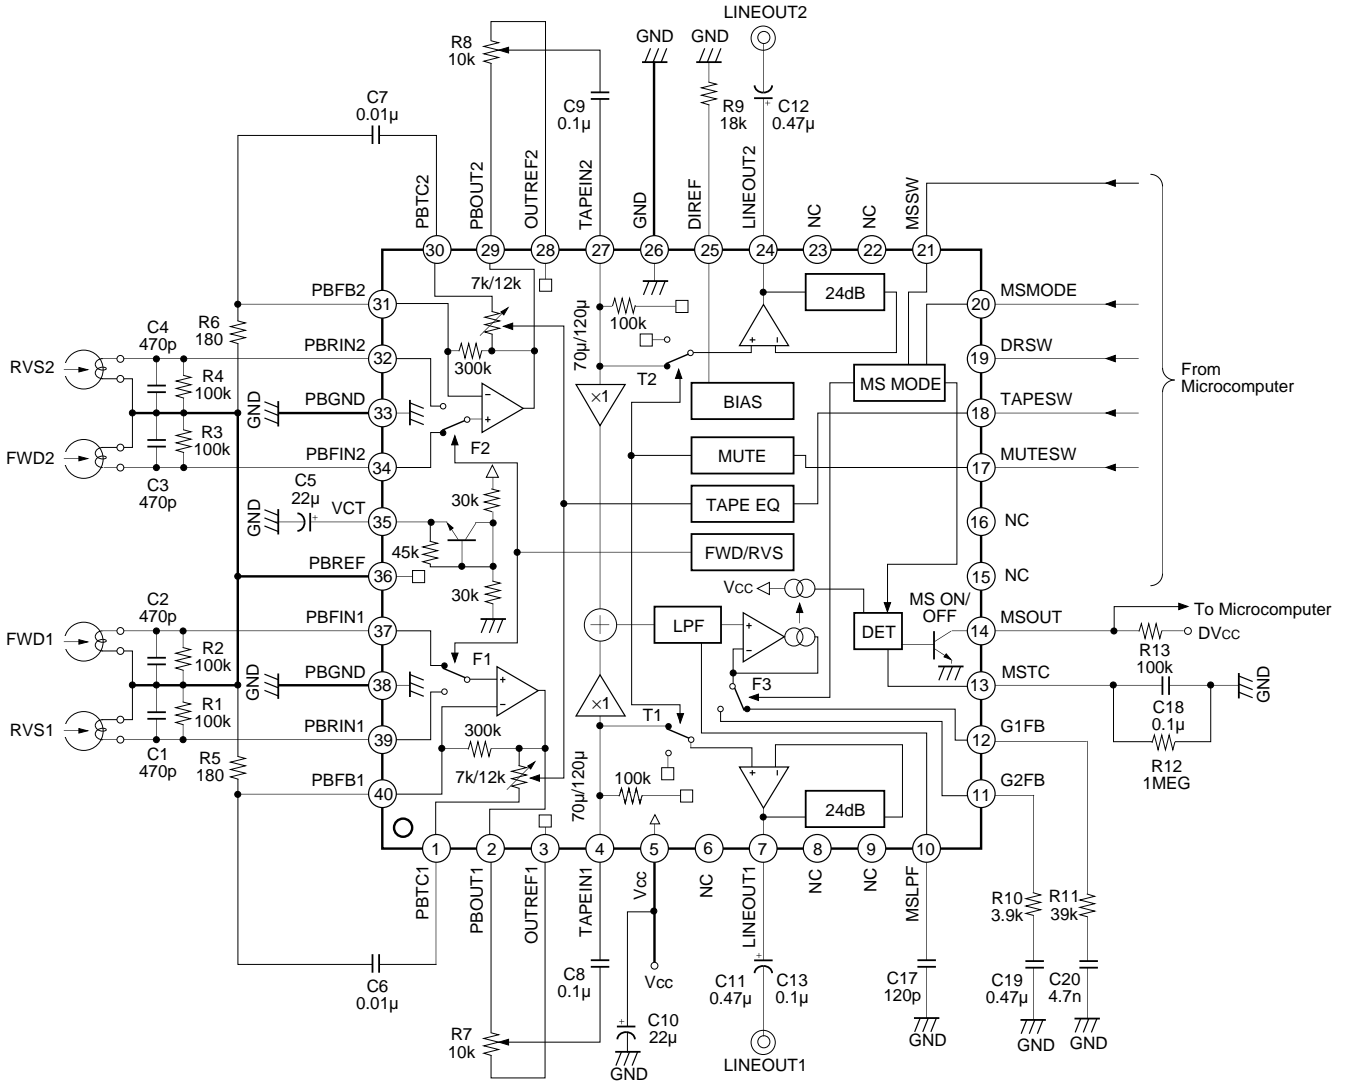 LINEOUT2
R8
10k
GND
GND
C7
0.01µ
C9
0.1µ
R9
18k
C12
0.47µ
PBTC2
PBOUT2
OUTREF2
TAPEIN2
GND
DIREF
LINEOUT2
NC
NC
MSSW
30
29
28
27
26
25
24
23
22
21
PBFB2
31
7k/12k
300k
70µ/120µ
100k
24dB
20
MSMODE
C4
470p
R6
180
RVS2
PBRIN2
32
T2
19
DRSW
From
Microcomputer
R4
100k
MS MODE
GND
PBGND
33
×1
BIAS
18
TAPESW
R3
100k
−
+
+
−
FWD2
PBFIN2
34
F2
MUTE
17
MUTESW
C3
470p
C5
22µ
GND
+
VCT
35
30k
TAPE EQ
16
NC
45k
FWD/RVS
PBREF
36
30k
Vcc
15
NC
C2
470p
PBFIN1
37
+
LPF
+
−
DET
MS ON/
OFF
14
MSOUT
To Microcomputer
DVcc
R13
100k
FWD1
R2
100k
GND
PBGND
38
F1
+
−
×1
F3
13
MSTC
GND
C18
0.1µ
R12
1MEG
R1
100k
RVS1
PBRIN1
39
300k
T1
12
G1FB
C1
470p
R5
180
7k/12k
70µ/120µ
100k
+
−
24dB
PBFB1
40
11
G2FB
1
2
3
4
5
6
7
8
9
10
PBTC1
PBOUT1
OUTREF1
TAPEIN1
Vcc
NC
LINEOUT1
NC
NC
MSLPF
R10
3.9k
R11
39k
C6
0.01µ
C8
0.1µ
Vcc
C11
0.47µ
+
C13
0.1µ
C17
120p
C19
0.47µ
C20
4.7n
R7
10k
+
C10
22µ
GND
LINEOUT1
GND
GND
GND